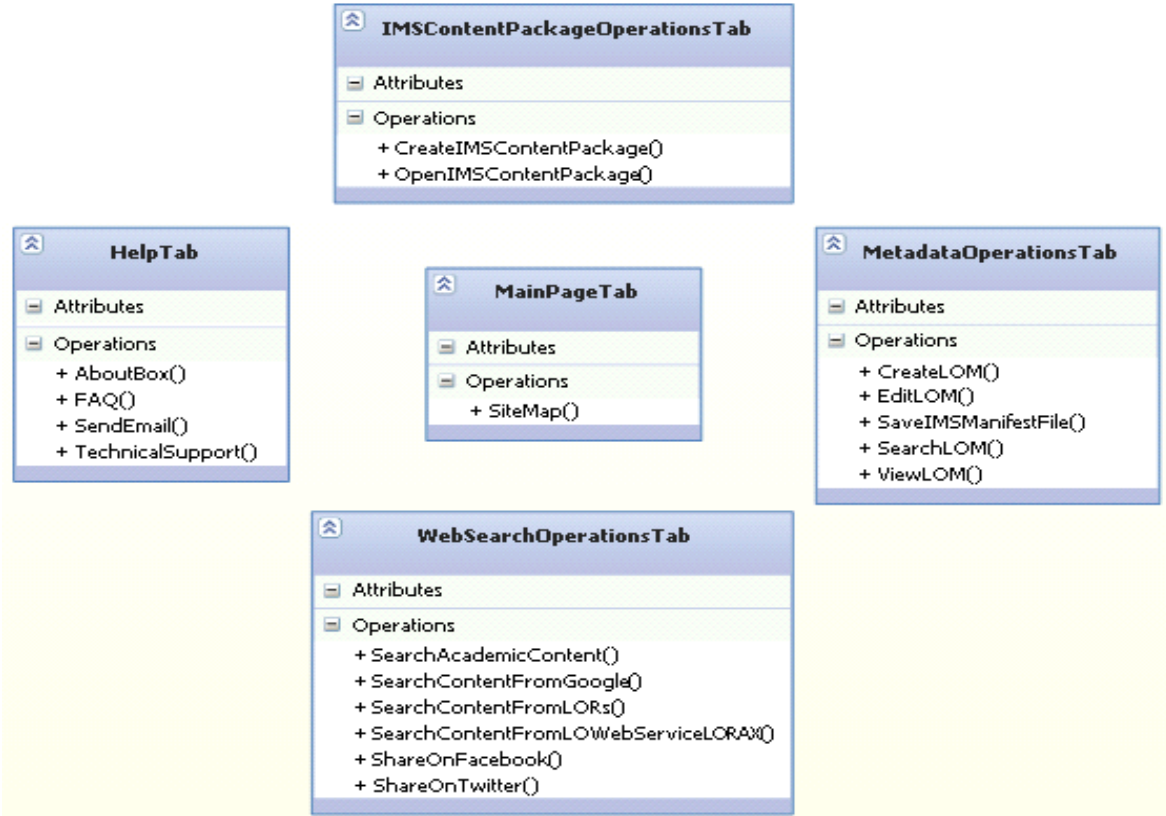 IMSContentPackageOperationsTab
Attributes
Operations
+ CreateIMSContentPackage()
+ OpenIMSContentPackage()
HelpTab
Attributes
Operations
+ AboutBox()
+ FAQ()
+ SendEmail()
+ TechnicalSupport()
MainPageTab
Attributes
Operations
+ SiteMap()
MetadataOperationsTab
Attributes
Operations
+ CreateLOM()
+ EditLOM()
+ SaveIMSManifestFile()
+ SearchLOM()
+ ViewLOM()
WebSearchOperationsTab
Attributes
Operations
+ SearchAcademicContent()
+ SearchContentFromGoogle()
+ SearchContentFromLORs()
+ SearchContentFromLOWebServiceLORAX()
+ ShareOnFacebook()
+ ShareOnTwitter()